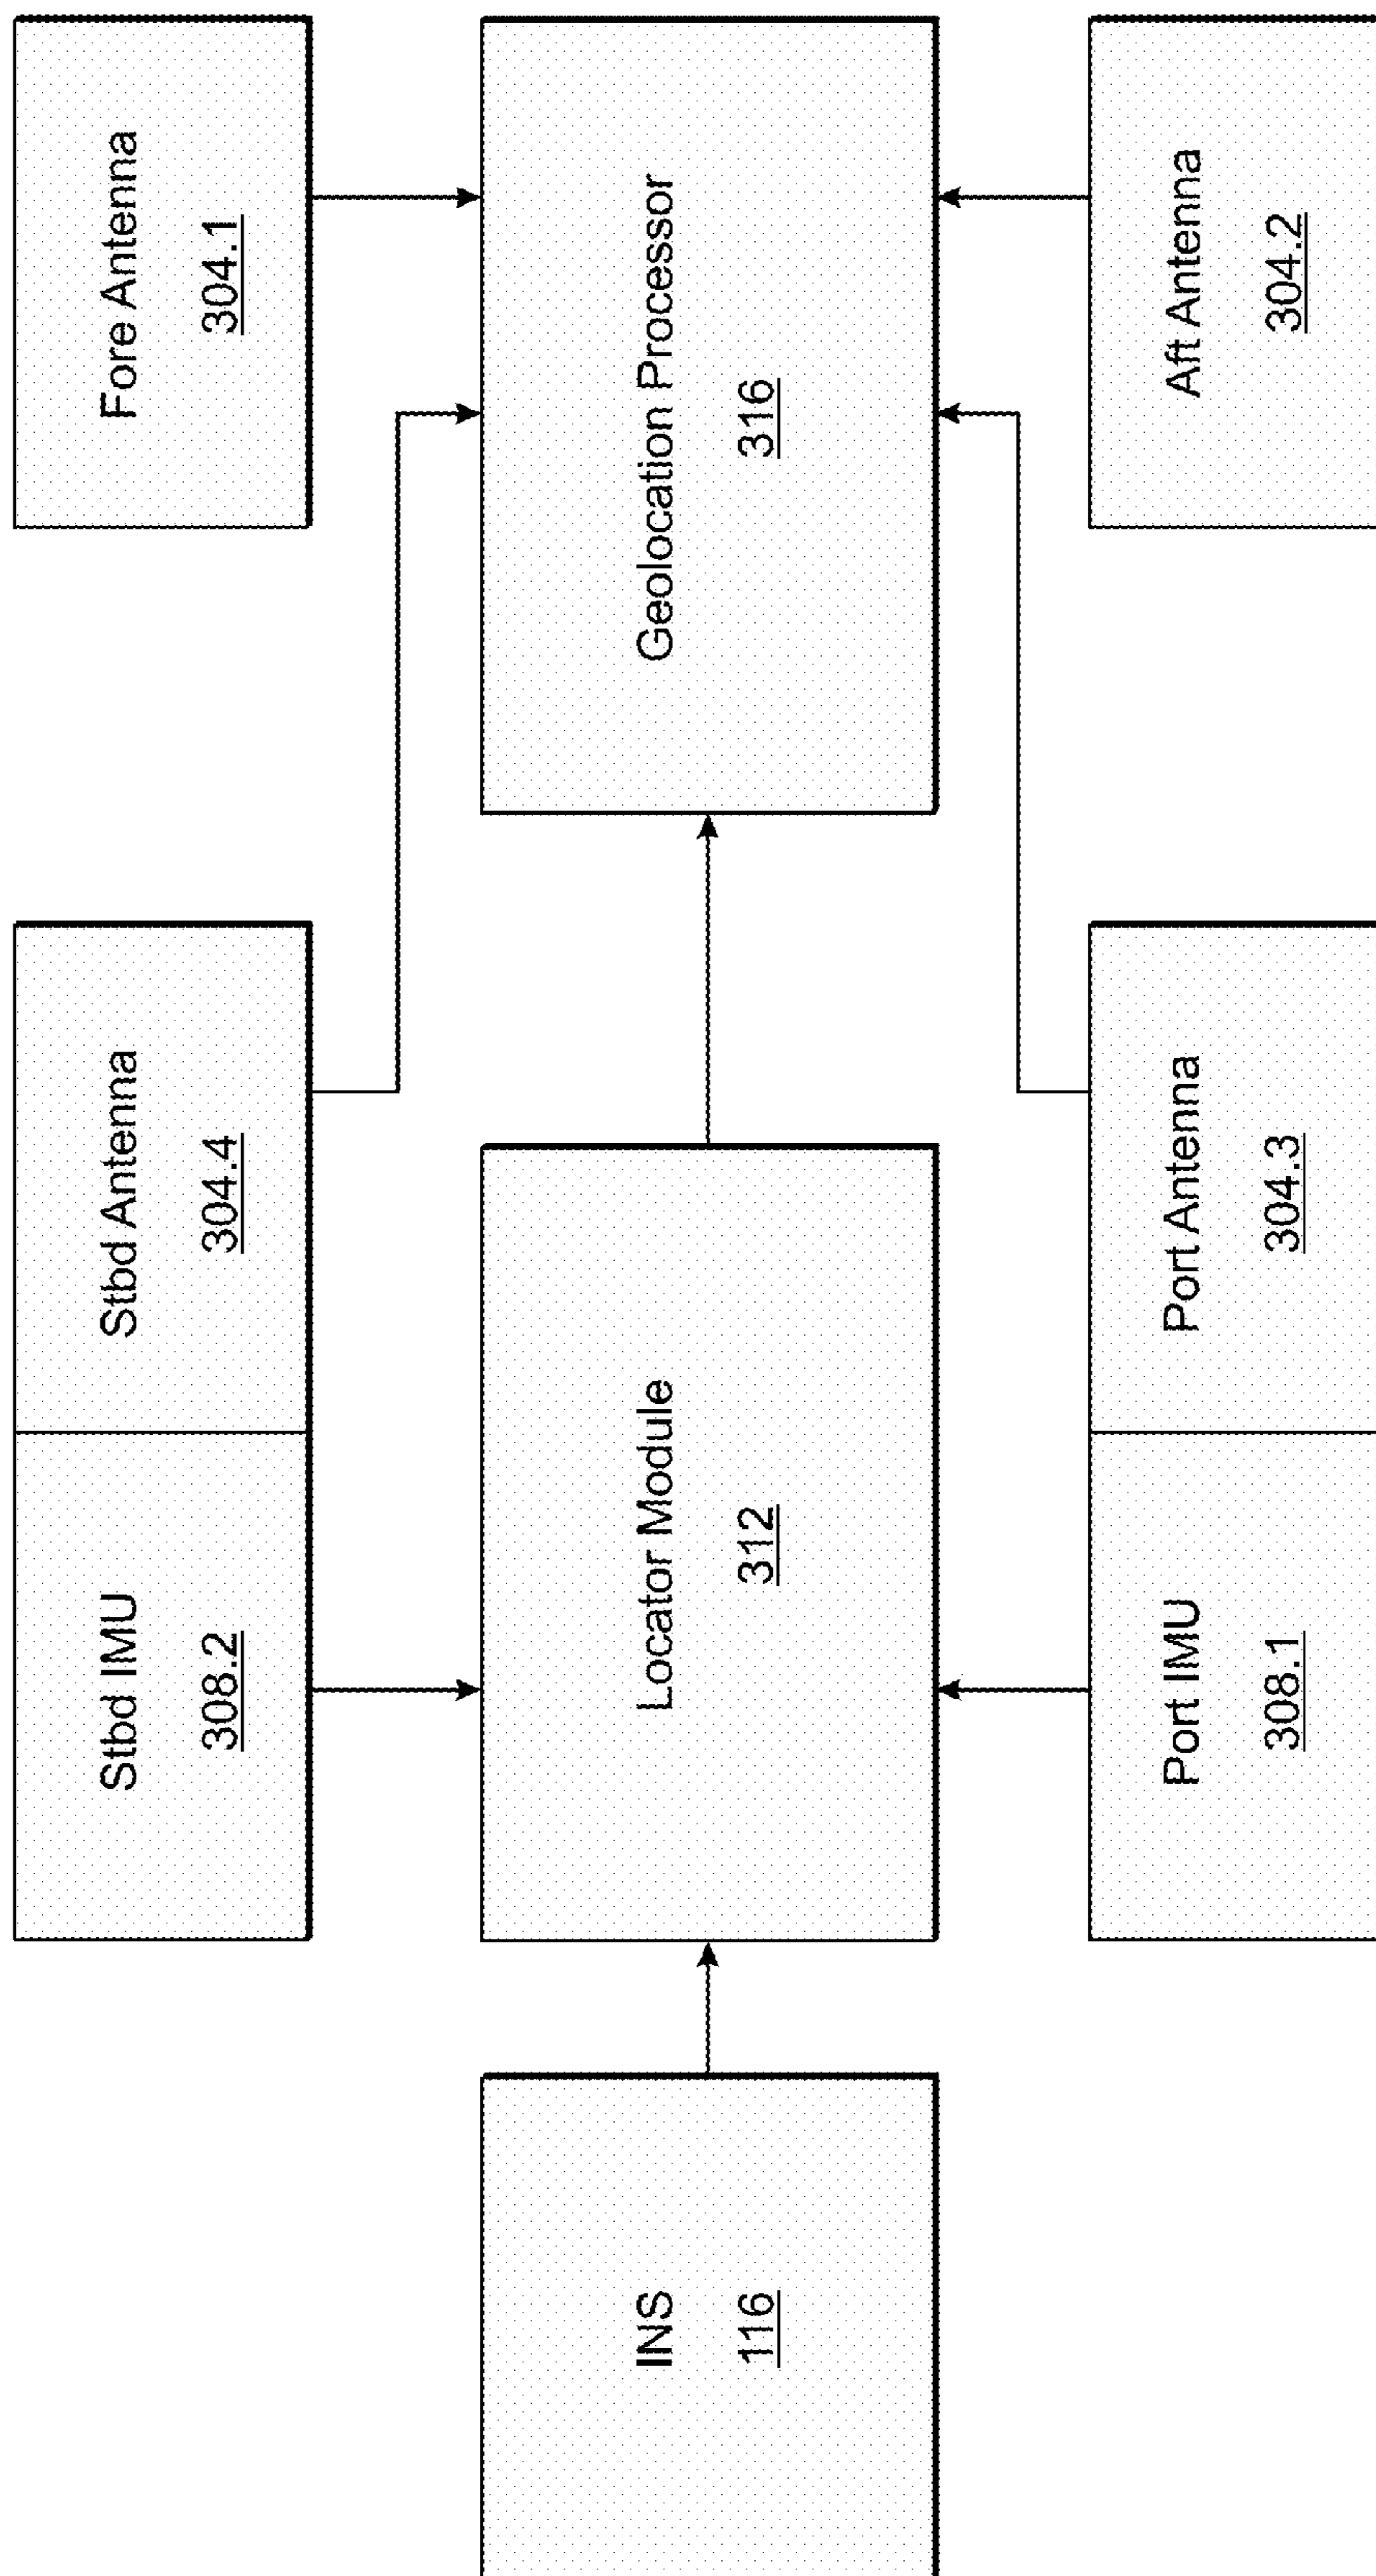 Stbd IMU
308.2
Stbd Antenna
304.4
Fore Antenna
304.1
INS
116
Locator Module
312
Geolocation Processor
316
Port IMU
308.1
Port Antenna
304.3
Aft Antenna
304.2